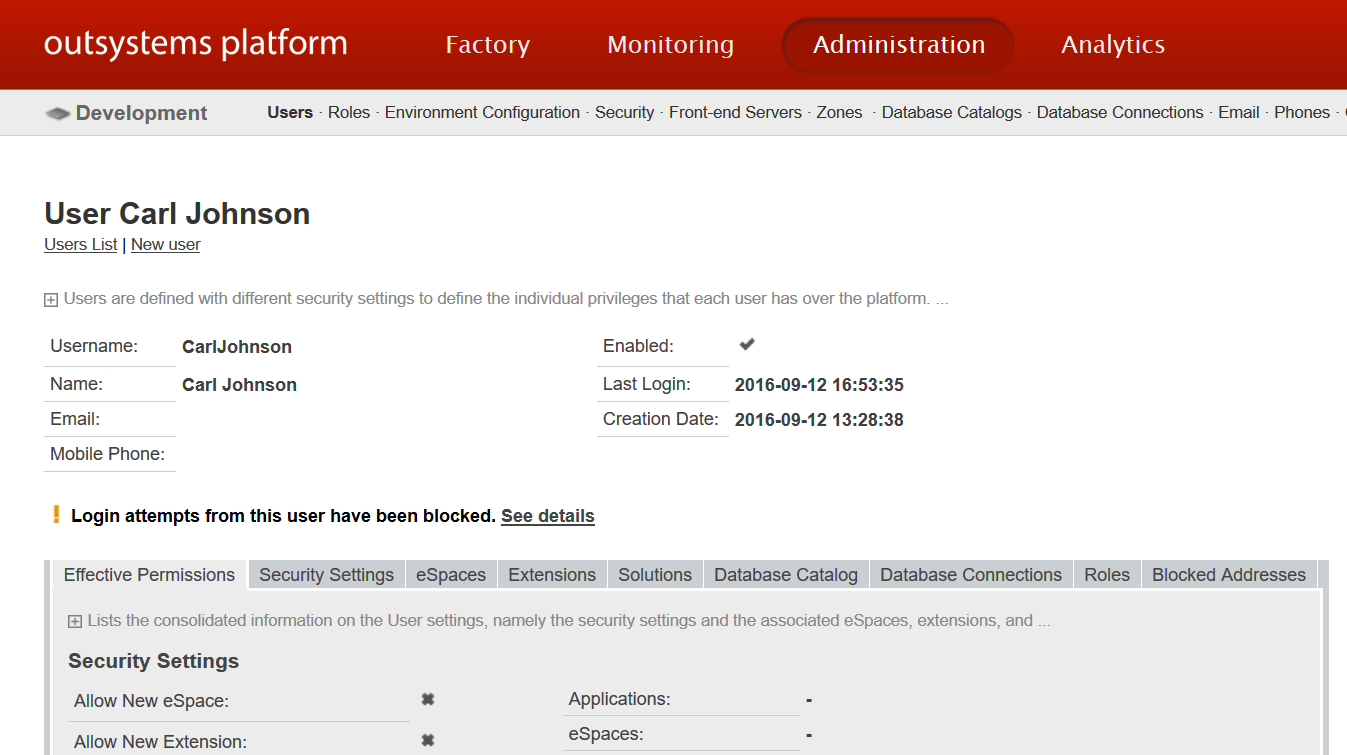 outsystems platform Factory Monitoring Administration Analytics
Development Users · Roles · Environment Configuration · Security · Front-end Servers · Zones · Database Catalogs · Database Connections · Email · Phones ·
User Carl Johnson
Users List | New user
Users are defined with different security settings to define the individual privileges that each user has over the platform. ...
Username: CarlJohnson Enabled:
Name: Carl Johnson Last Login: 2016-09-12 16:53:35
Email: Creation Date: 2016-09-12 13:28:38
Mobile Phone:
Login attempts from this user have been blocked. See details
Effective Permissions Security Settings eSpaces Extensions Solutions Database Catalog Database Connections Roles Blocked Addresses
Lists the consolidated information on the User settings, namely the security settings and the associated eSpaces, extensions, and ...
Security Settings
Allow New eSpace: Applications: -
Allow New Extension: eSpaces: -